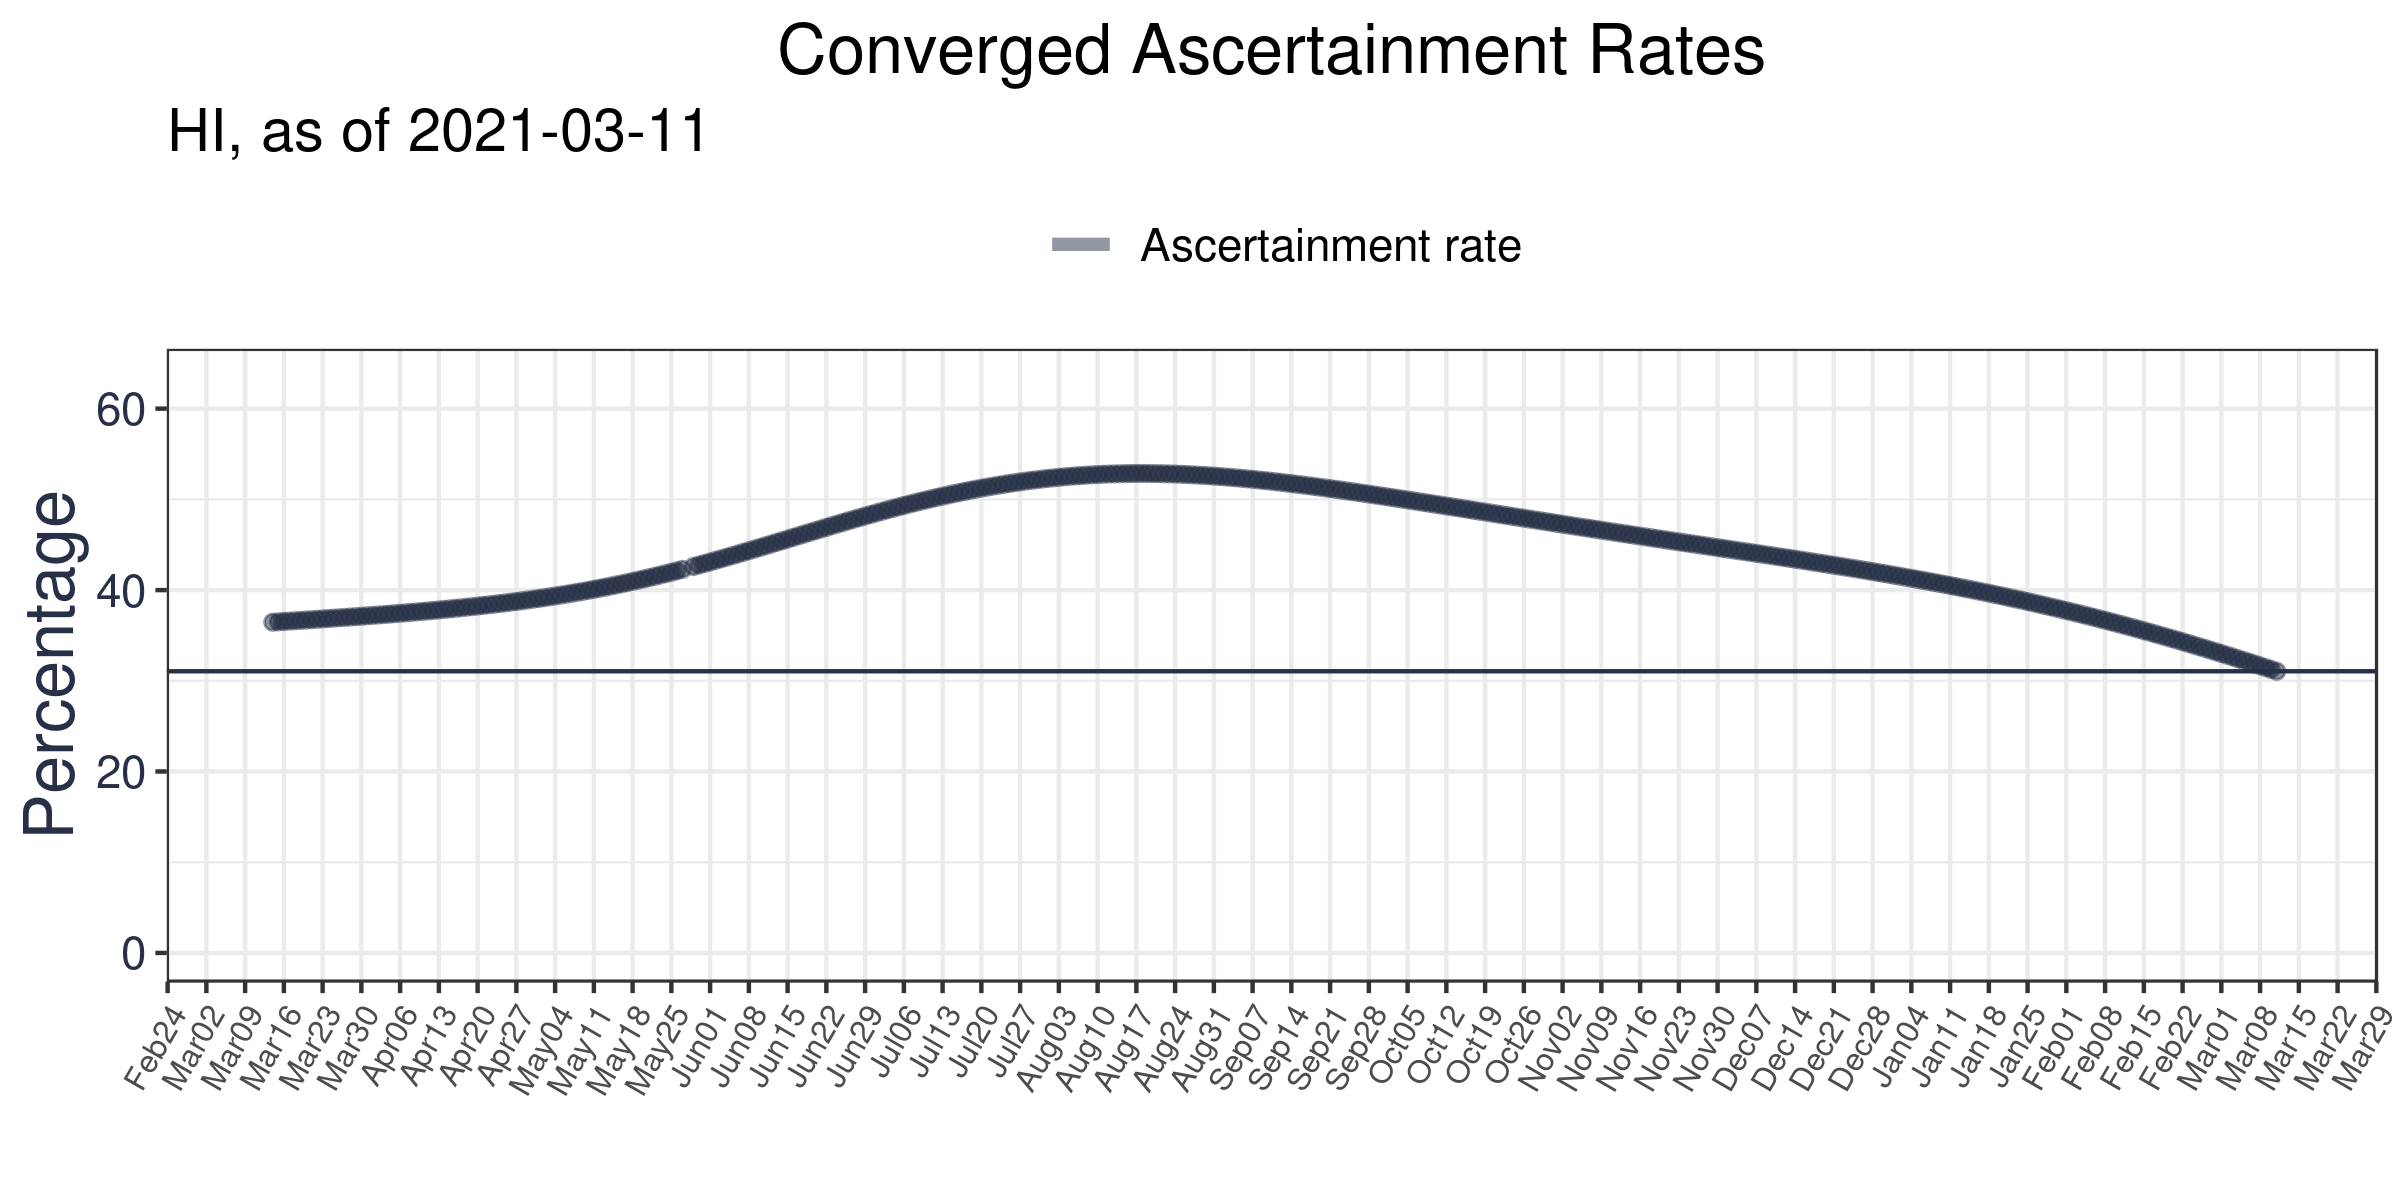 Converged Ascertainment Rates
HI, as of 2021-03-11
Ascertainment rate
Percentage
60
40
20
0
Feb24
Mar02
Mar09
Mar16
Mar23
Mar30
Apr06
Apr13
Apr20
Apr27
May04
May11
May18
May25
Jun01
Jun08
Jun15
Jun22
Jun29
Jul06
Jul13
Jul20
Jul27
Aug03
Aug10
Aug17
Aug24
Aug31
Sep07
Sep14
Sep21
Sep28
Oct05
Oct12
Oct19
Oct26
Nov02
Nov09
Nov16
Nov23
Nov30
Dec07
Dec14
Dec21
Dec28
Jan04
Jan11
Jan18
Jan25
Feb01
Feb08
Feb15
Feb22
Mar01
Mar08
Mar15
Mar22
Mar29